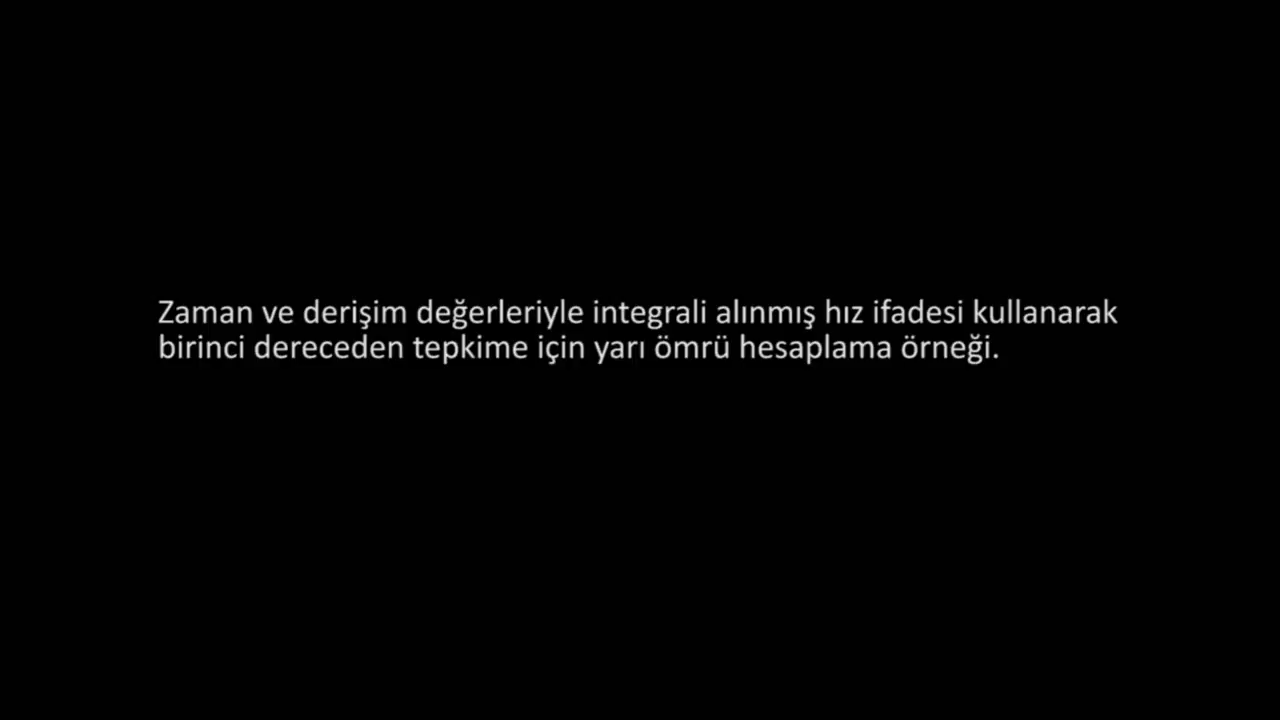 Zaman ve derişim değerleriyle integrali alınmış hız ifadesi kullanarak
birinci dereceden tepkime için yarı ömrü hesaplama örneği.